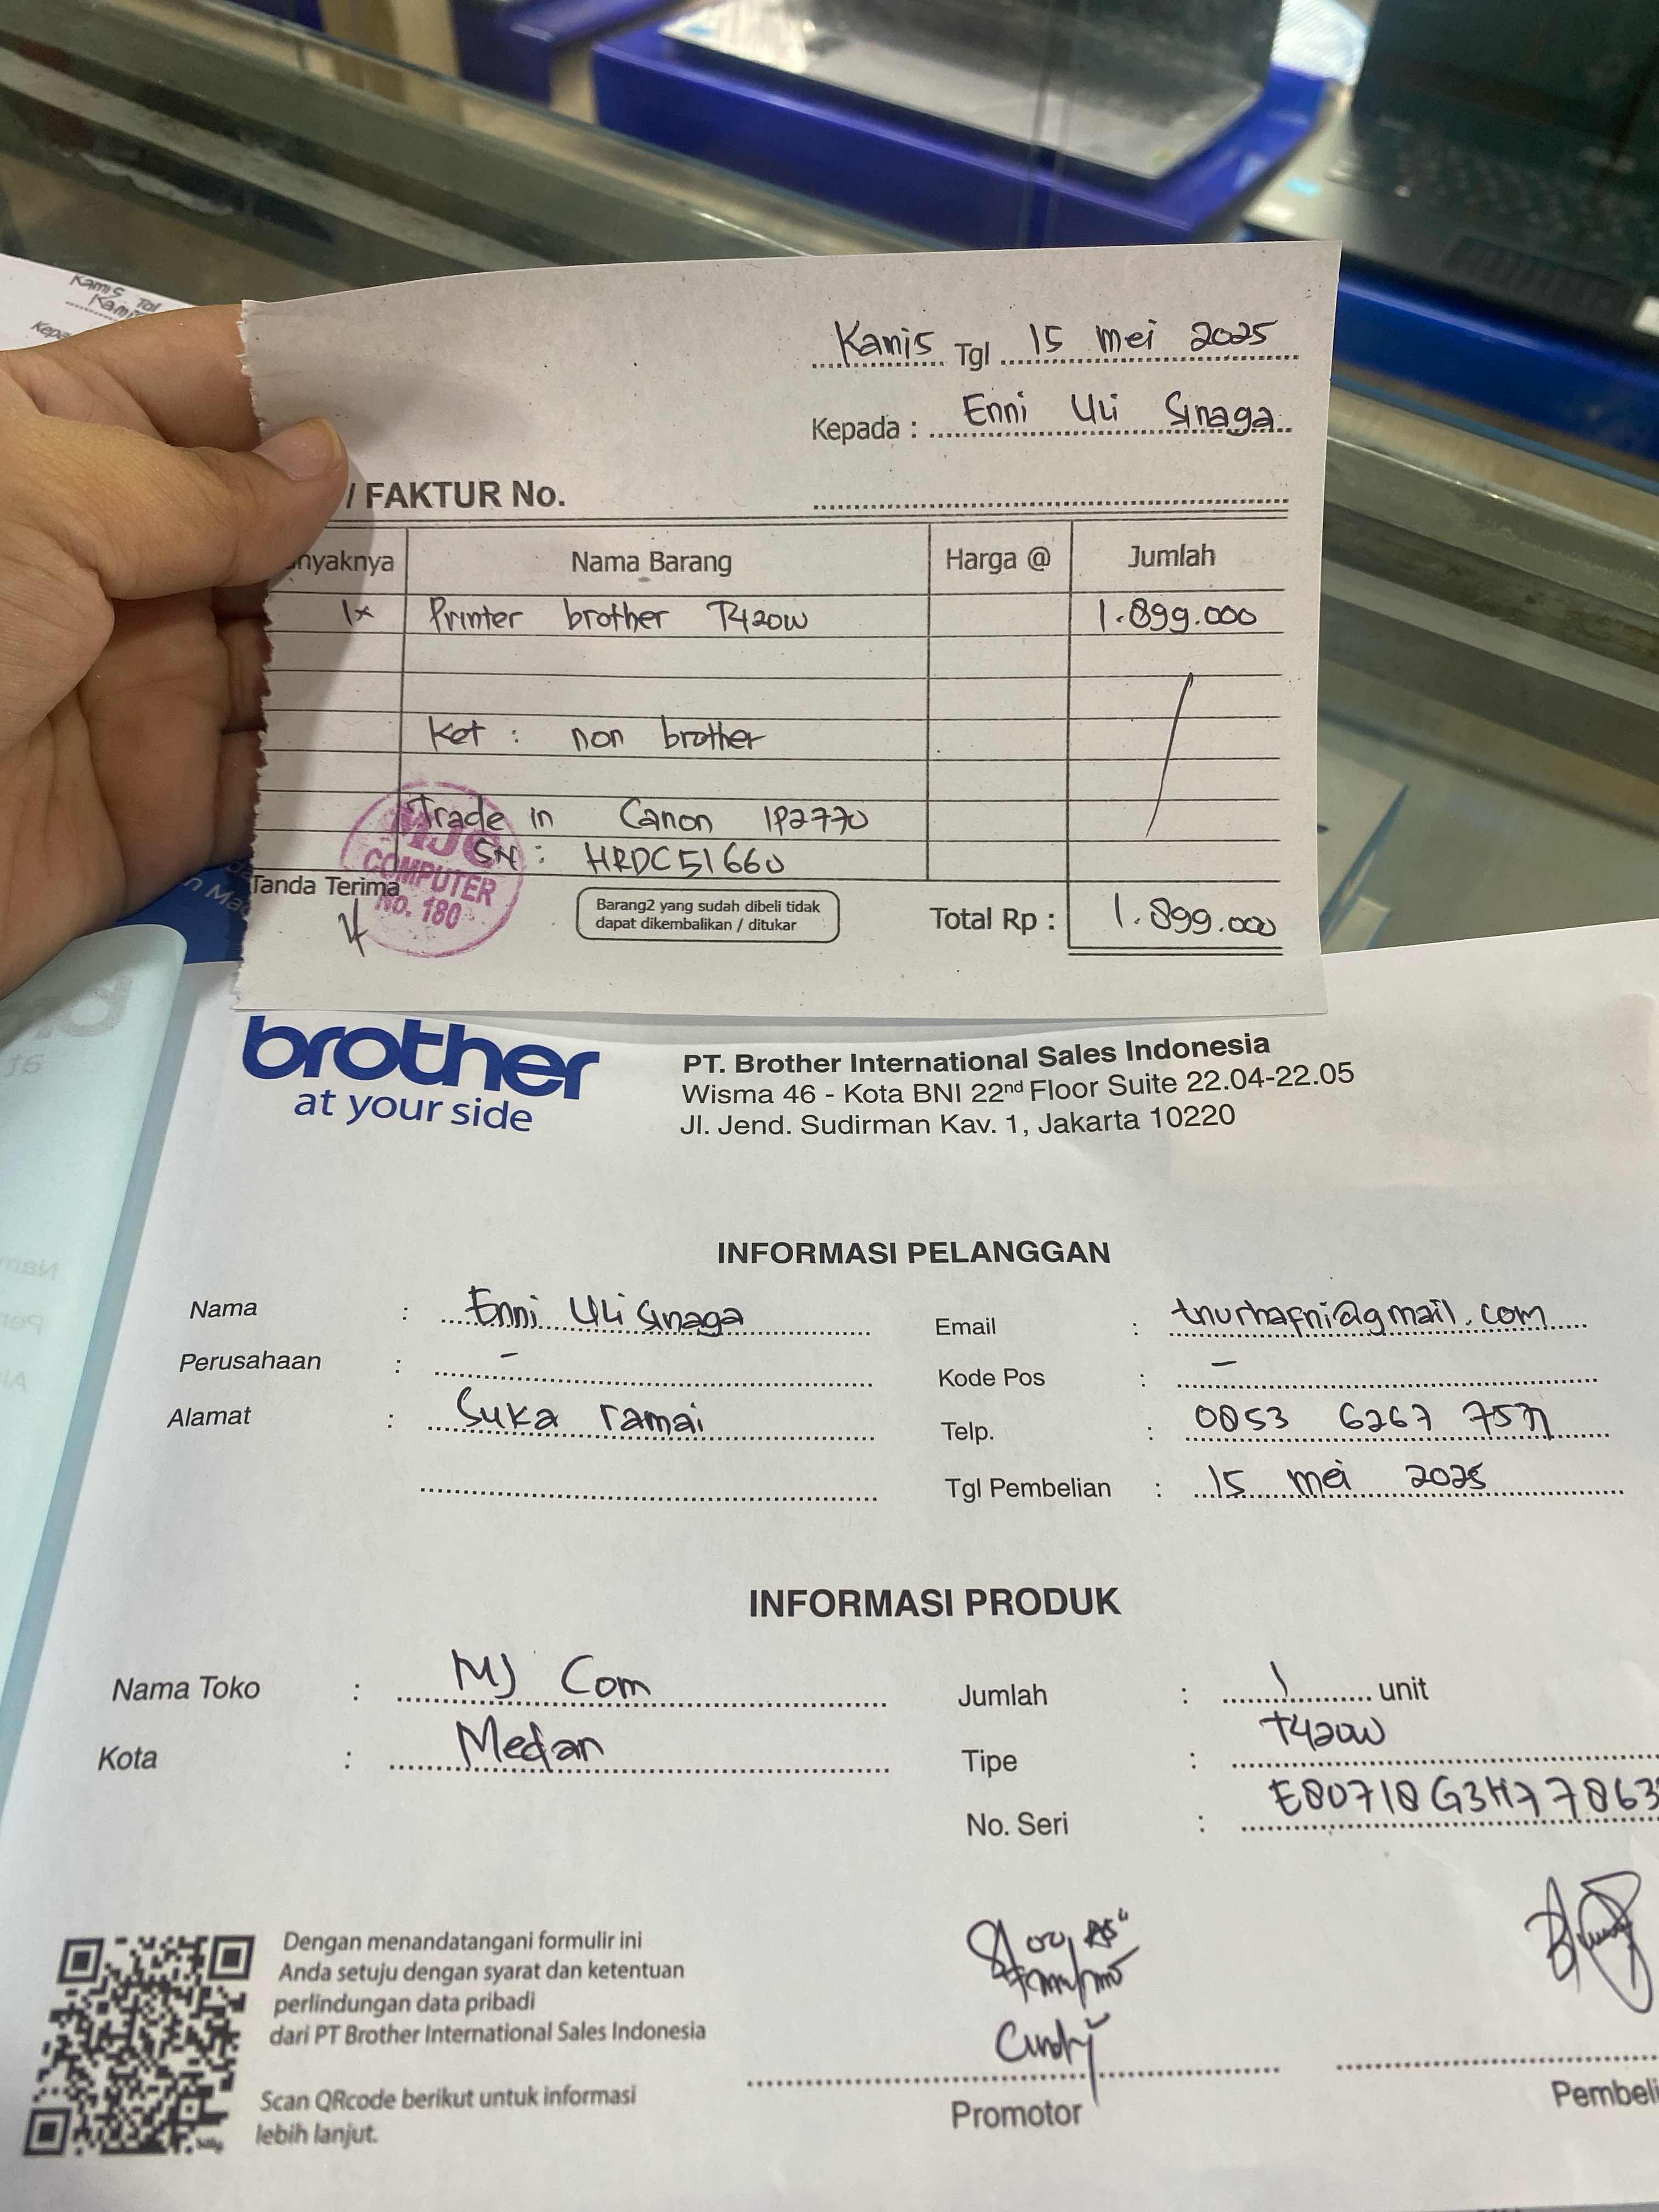 Kamis Tgl
Kanis Tgl 15 mei 2025
Kepada : Enni Uli Sinaga
/ FAKTUR No.
nyaknya Nama Barang Harga @ Jumlah
1x Printer brother T420W 1.899.000
Ket : non brother
Trade in Canon IP2770
SN : HRDC51660
MJC
COMPUTER
No. 180
Tanda Terima
Barang2 yang sudah dibeli tidak
dapat dikembalikan / ditukar
Total Rp : 1.899.000
brother
at your side
PT. Brother International Sales Indonesia
Wisma 46 - Kota BNI 22nd Floor Suite 22.04-22.05
Jl. Jend. Sudirman Kav. 1, Jakarta 10220
INFORMASI PELANGGAN
Nama : Enni Uli Sinaga Email : tnurhafni@gmail.com
Perusahaan : - Kode Pos : -
Alamat : Suka ramai Telp. : 0853 6267
Tgl Pembelian : 15 mei 2025
INFORMASI PRODUK
Nama Toko : MJ Com Jumlah : 1 unit
Kota : Medan Tipe : T420W
No. Seri : E80718G3H77863
Dengan menandatangani formulir ini
Anda setuju dengan syarat dan ketentuan
perlindungan data pribadi
dari PT Brother International Sales Indonesia
Scan QRcode berikut untuk informasi
lebih lanjut.
Cindy
Promotor Pembeli